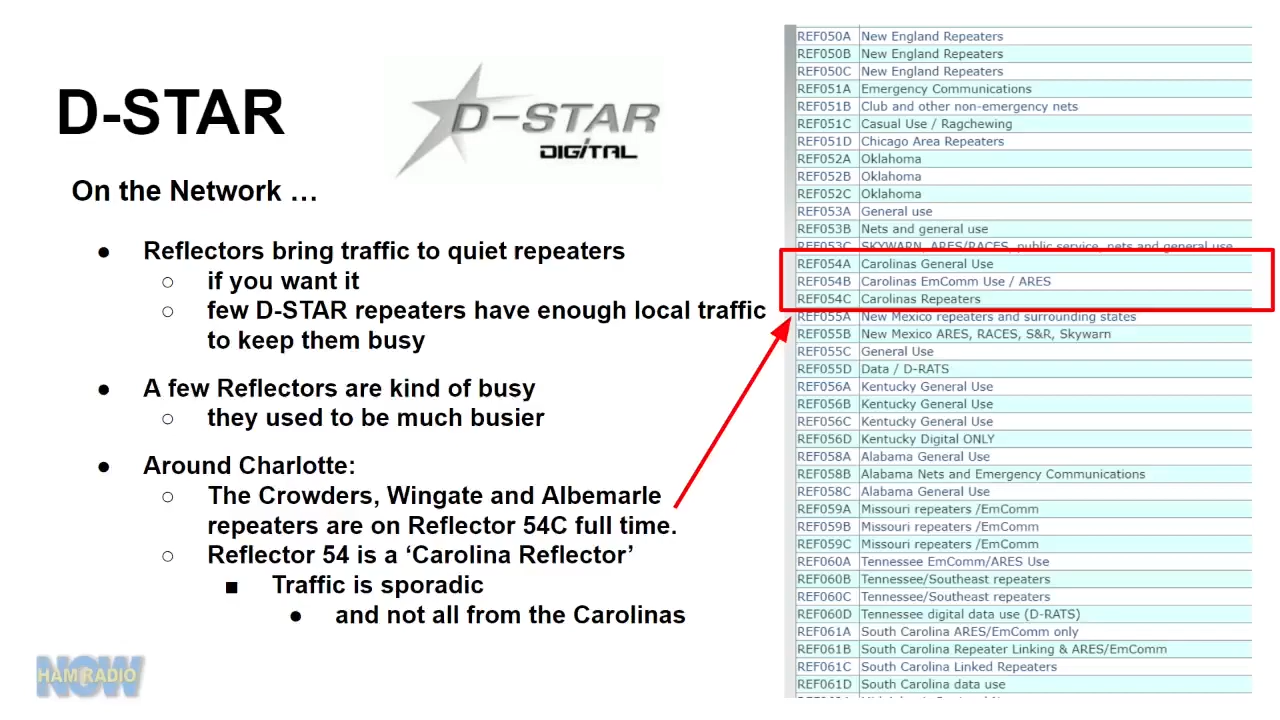 D-STAR
D-STAR
DIGITAL
On the Network …
● Reflectors bring traffic to quiet repeaters
○ if you want it
○ few D-STAR repeaters have enough local traffic
to keep them busy
● A few Reflectors are kind of busy
○ they used to be much busier
● Around Charlotte:
○ The Crowders, Wingate and Albemarle
repeaters are on Reflector 54C full time.
○ Reflector 54 is a ‘Carolina Reflector’
■ Traffic is sporadic
● and not all from the Carolinas
NOW
HAM RADIO
REF050A New England Repeaters
REF050B New England Repeaters
REF050C New England Repeaters
REF051A Emergency Communications
REF051B Club and other non-emergency nets
REF051C Casual Use / Ragchewing
REF051D Chicago Area Repeaters
REF052A Oklahoma
REF052B Oklahoma
REF052C Oklahoma
REF053A General use
REF053B Nets and general use
REF053C SKYWARN, ARES/RACES, public service, nets and general use
REF054A Carolinas General Use
REF054B Carolinas EmComm Use / ARES
REF054C Carolinas Repeaters
REF055A New Mexico repeaters and surrounding states
REF055B New Mexico ARES, RACES, S&R, Skywarn
REF055C General Use
REF055D Data / D-RATS
REF056A Kentucky General Use
REF056B Kentucky General Use
REF056C Kentucky General Use
REF056D Kentucky Digital ONLY
REF058A Alabama General Use
REF058B Alabama Nets and Emergency Communications
REF058C Alabama General Use
REF059A Missouri repeaters /EmComm
REF059B Missouri repeaters /EmComm
REF059C Missouri repeaters /EmComm
REF060A Tennessee EmComm/ARES Use
REF060B Tennessee/Southeast repeaters
REF060C Tennessee/Southeast repeaters
REF060D Tennessee digital data use (D-RATS)
REF061A South Carolina ARES/EmComm only
REF061B South Carolina Repeater Linking & ARES/EmComm
REF061C South Carolina Linked Repeaters
REF061D South Carolina data use